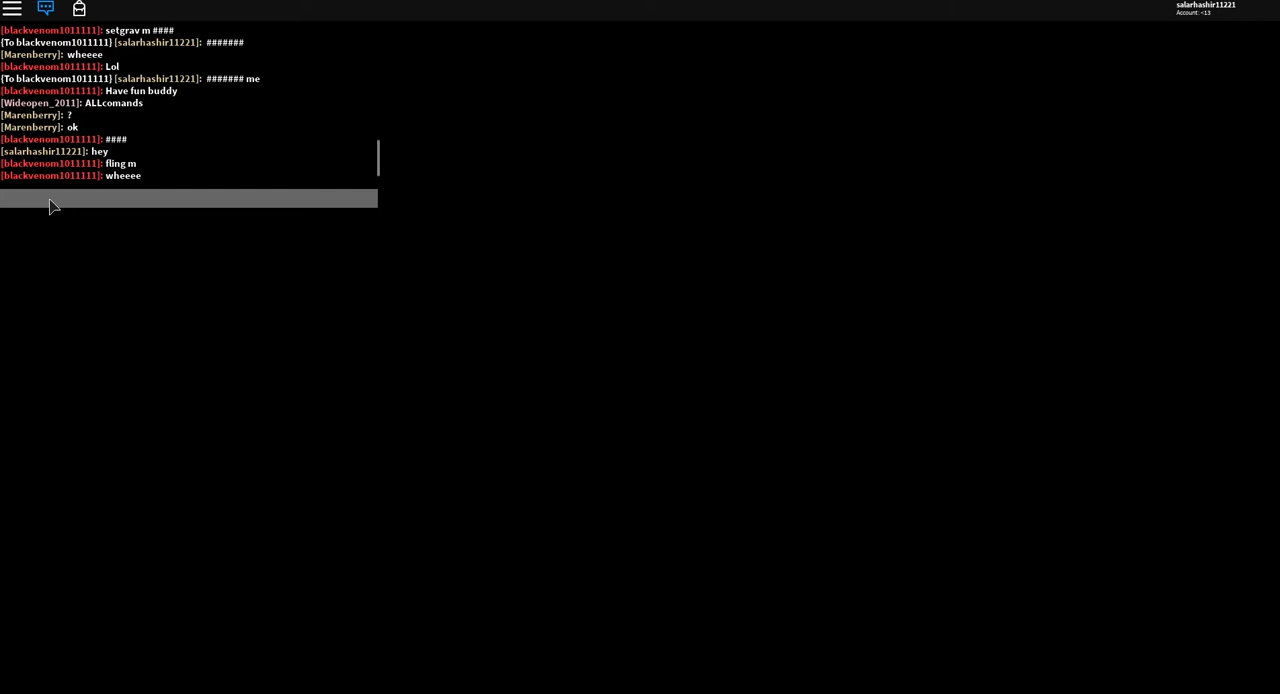 salarhashir11221
Account: <13
[blackvenom1011111]: setgrav m ####
{To blackvenom1011111} [salarhashir11221]: #######
[Marenberry]: wheeee
[blackvenom1011111]: Lol
{To blackvenom1011111} [salarhashir11221]: ####### me
[blackvenom1011111]: Have fun buddy
[Wideopen_2011]: ALLcomands
[Marenberry]: ?
[Marenberry]: ok
[blackvenom1011111]: ####
[salarhashir11221]: hey
[blackvenom1011111]: fling m
[blackvenom1011111]: wheeee